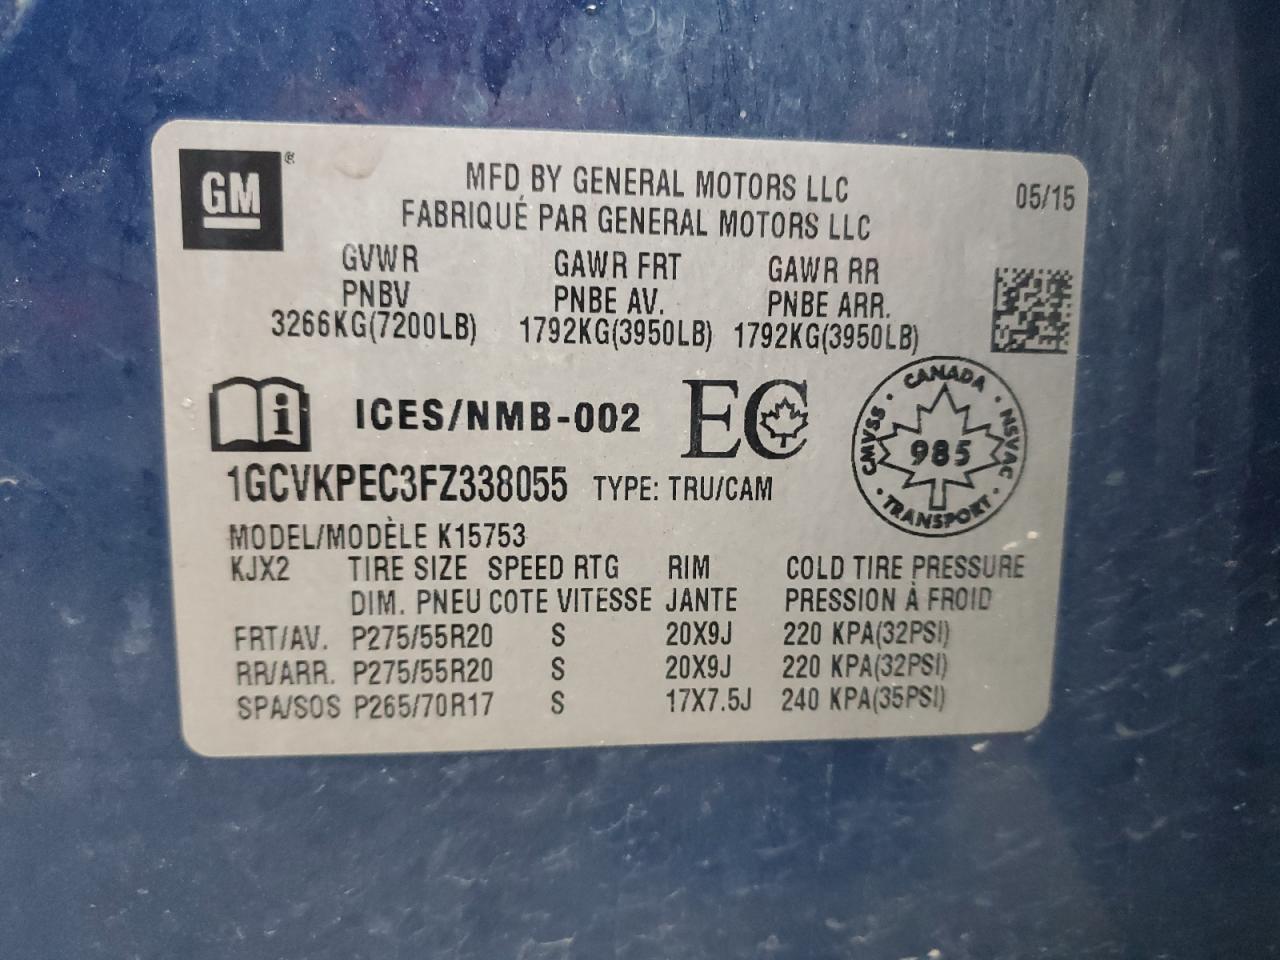 GM®
MFD BY GENERAL MOTORS LLC
FABRIQUÉ PAR GENERAL MOTORS LLC
05/15
GVWR GAWR FRT GAWR RR
PNBV PNBE AV. PNBE ARR.
3266KG(7200LB) 1792KG(3950LB) 1792KG(3950LB)
i ICES/NMB-002 EC
CANADA
CMVSS 985 NSVAC
TRANSPORT
1GCVKPEC3FZ338055 TYPE: TRU/CAM
MODEL/MODÈLE K15753
KJX2 TIRE SIZE SPEED RTG RIM COLD TIRE PRESSURE
DIM. PNEU COTE VITESSE JANTE PRESSION À FROID
FRT/AV. P275/55R20 S 20X9J 220 KPA(32PSI)
RR/ARR. P275/55R20 S 20X9J 220 KPA(32PSI)
SPA/SOS P265/70R17 S 17X7.5J 240 KPA(35PSI)